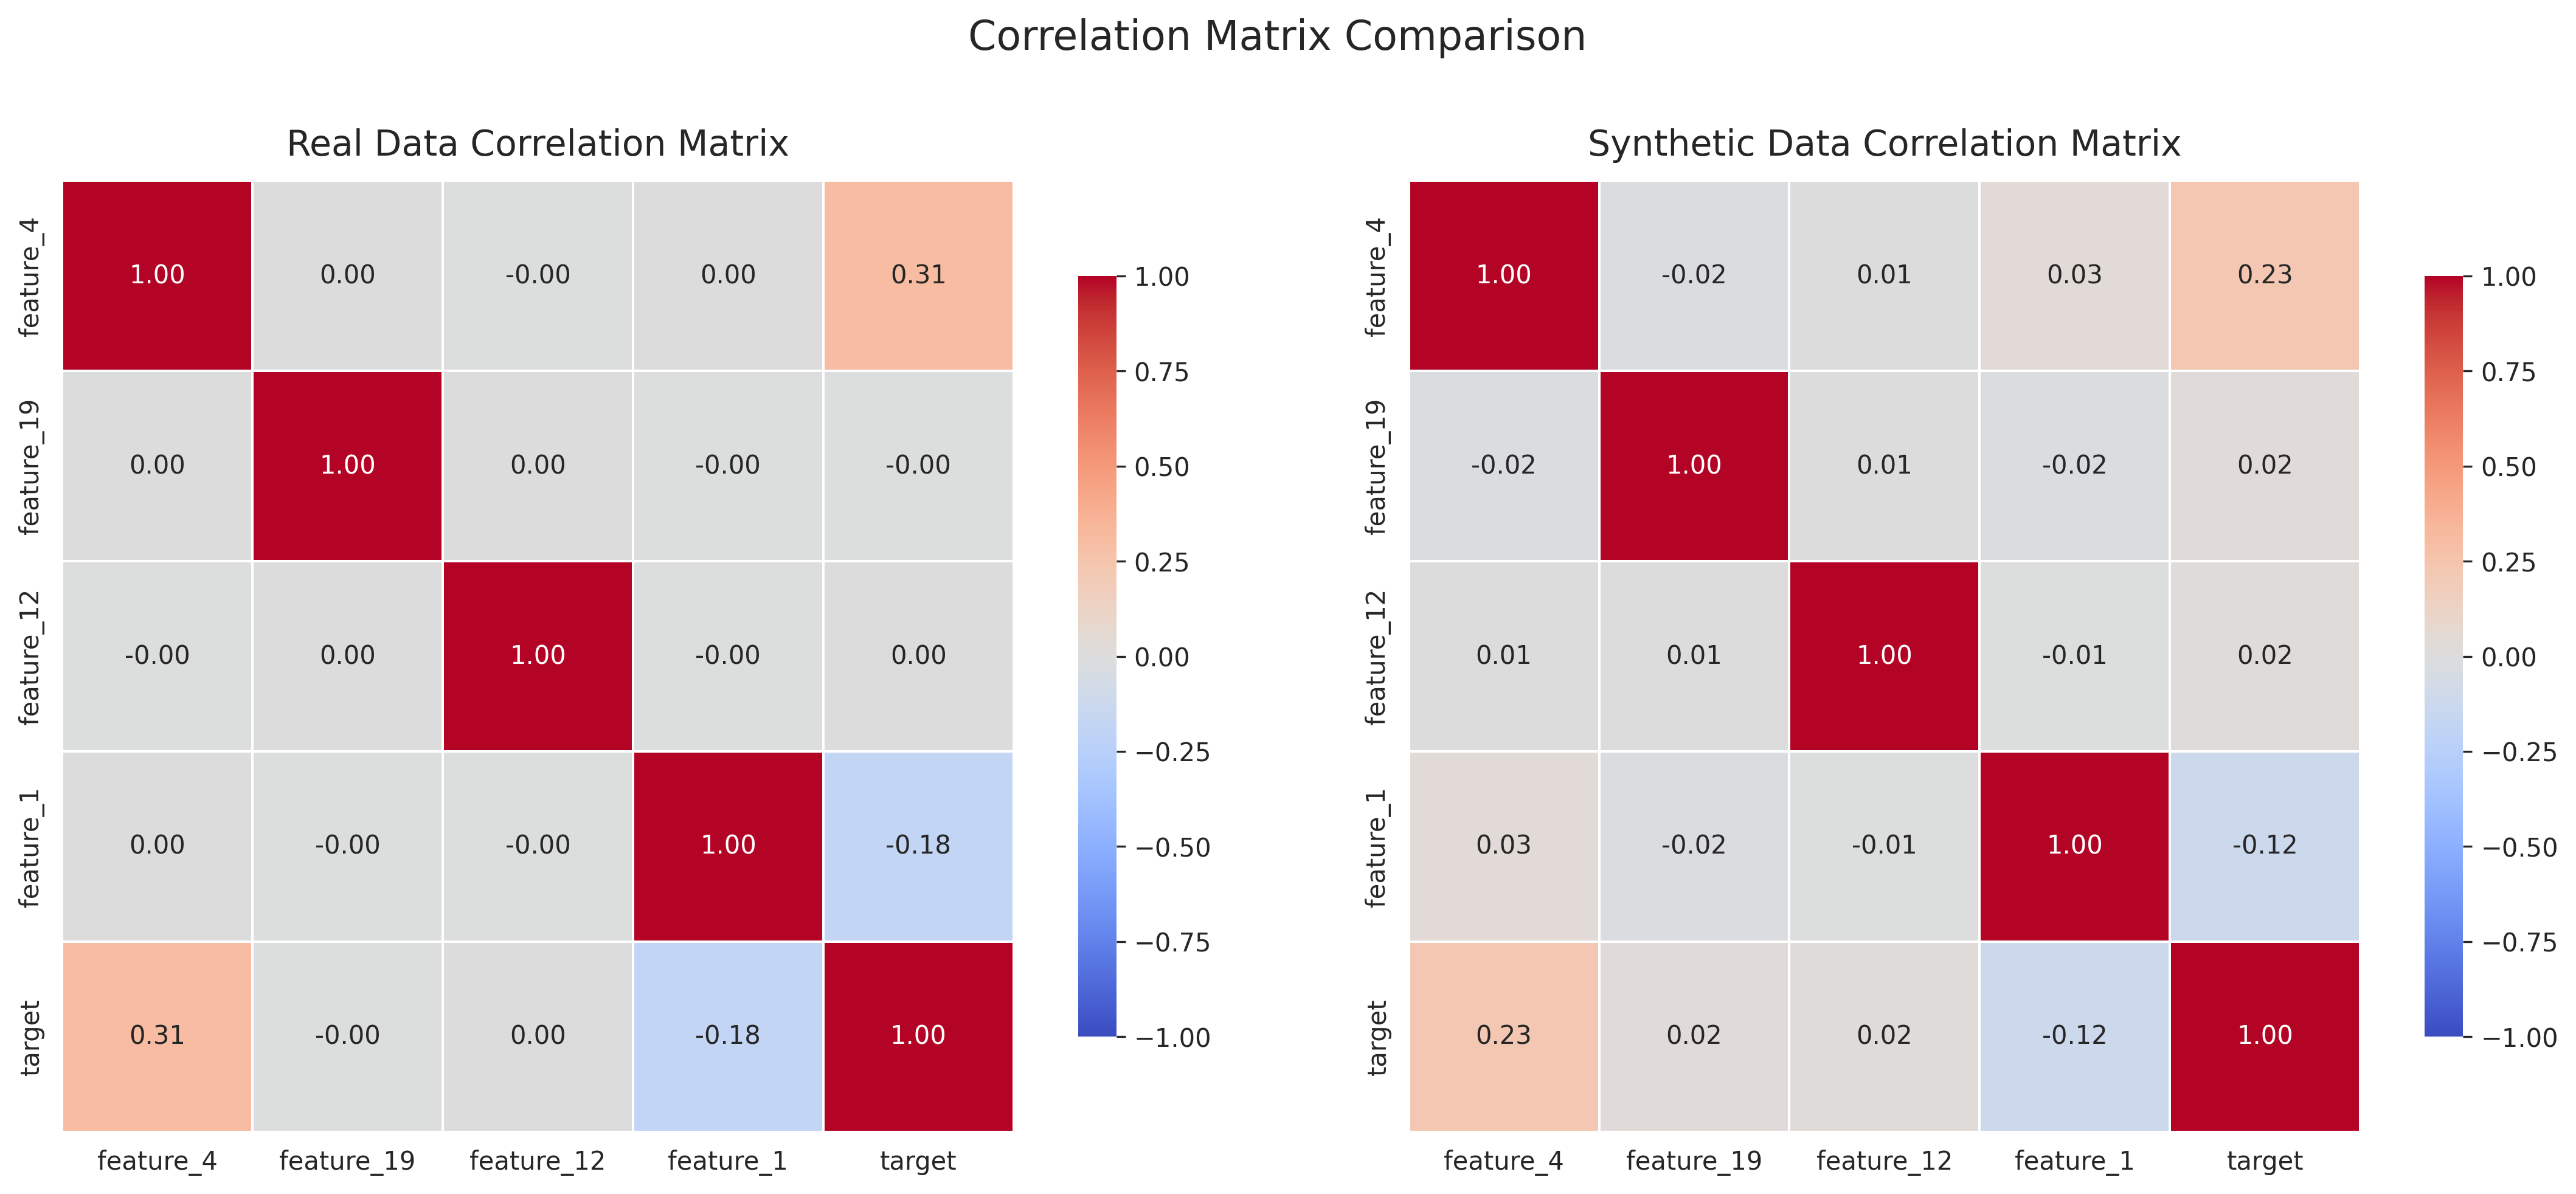 Correlation Matrix Comparison
Real Data Correlation Matrix
feature_4
1.00 0.00 -0.00 0.00 0.31
feature_19
0.00 1.00 0.00 -0.00 -0.00
feature_12
-0.00 0.00 1.00 -0.00 0.00
feature_1
0.00 -0.00 -0.00 1.00 -0.18
target
0.31 -0.00 0.00 -0.18 1.00
feature_4 feature_19 feature_12 feature_1 target
1.00
0.75
0.50
0.25
0.00
−0.25
−0.50
−0.75
−1.00
Synthetic Data Correlation Matrix
feature_4
1.00 -0.02 0.01 0.03 0.23
feature_19
-0.02 1.00 0.01 -0.02 0.02
feature_12
0.01 0.01 1.00 -0.01 0.02
feature_1
0.03 -0.02 -0.01 1.00 -0.12
target
0.23 0.02 0.02 -0.12 1.00
feature_4 feature_19 feature_12 feature_1 target
1.00
0.75
0.50
0.25
0.00
−0.25
−0.50
−0.75
−1.00